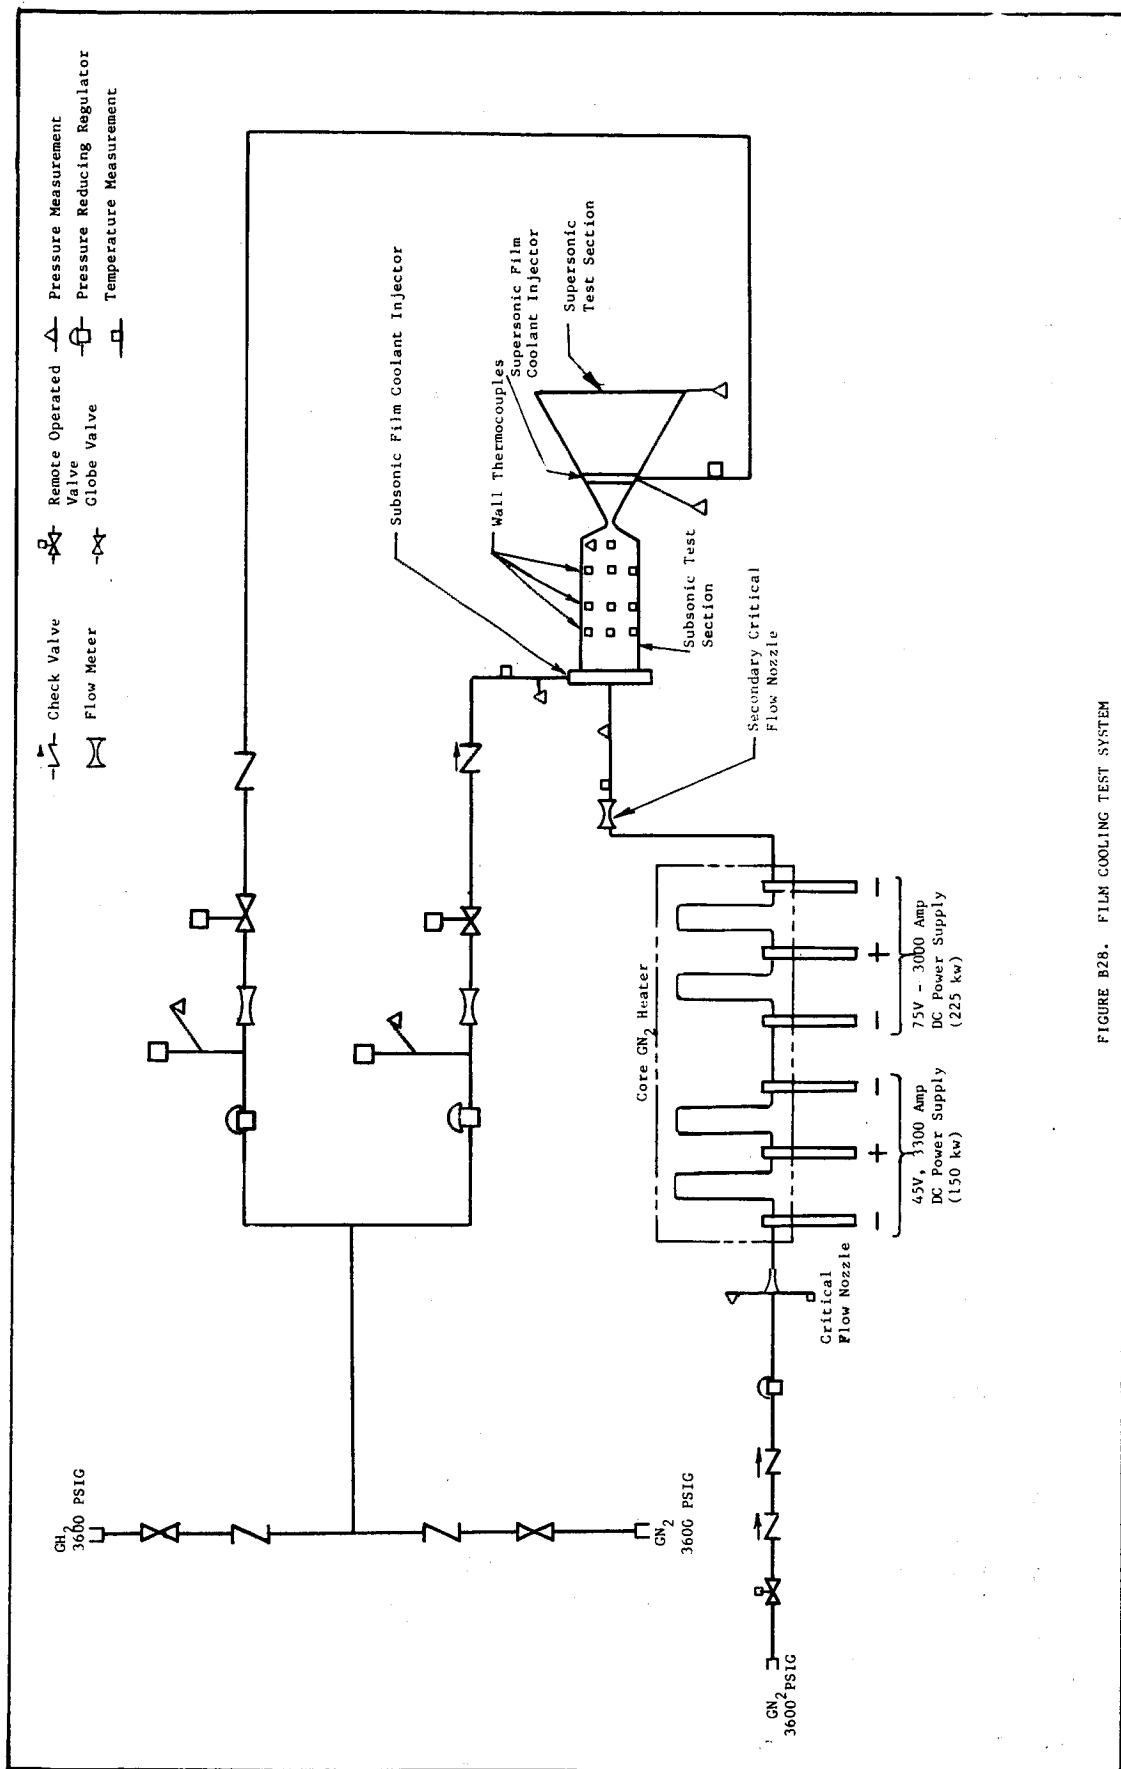 Check Valve
Flow Meter
Remote Operated
Valve
Globe Valve
Pressure Measurement
Pressure Reducing Regulator
Temperature Measurement
GH2
3600 PSIG
GN2
3600 PSIG
GN2
3600 PSIG
Subsonic Film Coolant Injector
Wall Thermocouples
Supersonic Film
Coolant Injector
Supersonic
Test Section
Subsonic Test
Section
Secondary Critical
Flow Nozzle
Core GN2 Heater
Critical
Flow Nozzle
45V, 3300 Amp
DC Power Supply
(150 kw)
75V - 3000 Amp
DC Power Supply
(225 kw)
− + − − + −
FIGURE B28. FILM COOLING TEST SYSTEM